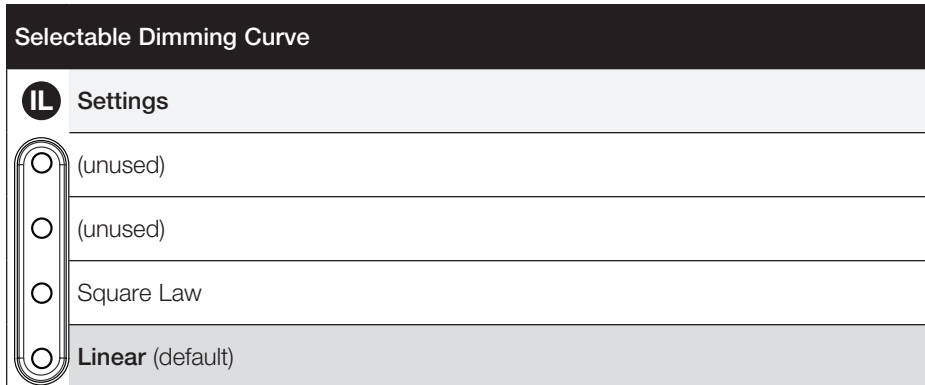 Selectable Dimming Curve
IL Settings
(unused)
(unused)
Square Law
Linear (default)